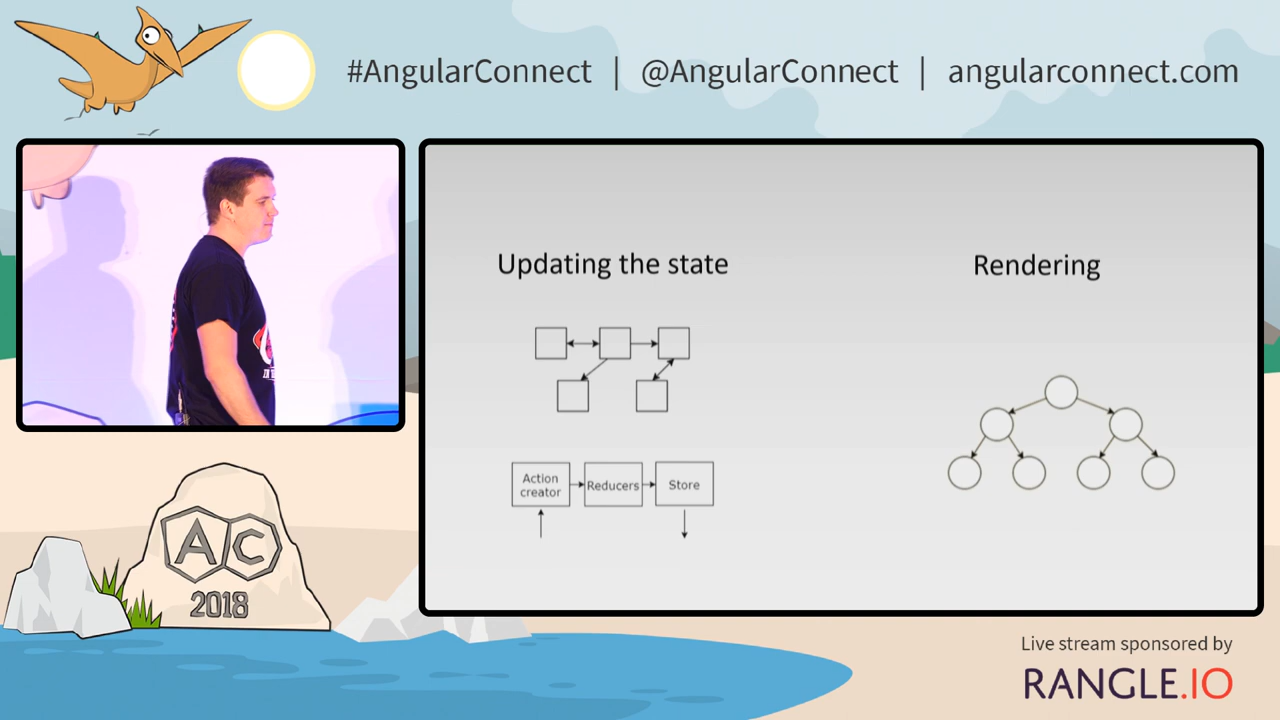 #AngularConnect | @AngularConnect | angularconnect.com
Updating the state
Rendering
Action
creator
Reducers
Store
AC
2018
Live stream sponsored by
RANGLE.IO